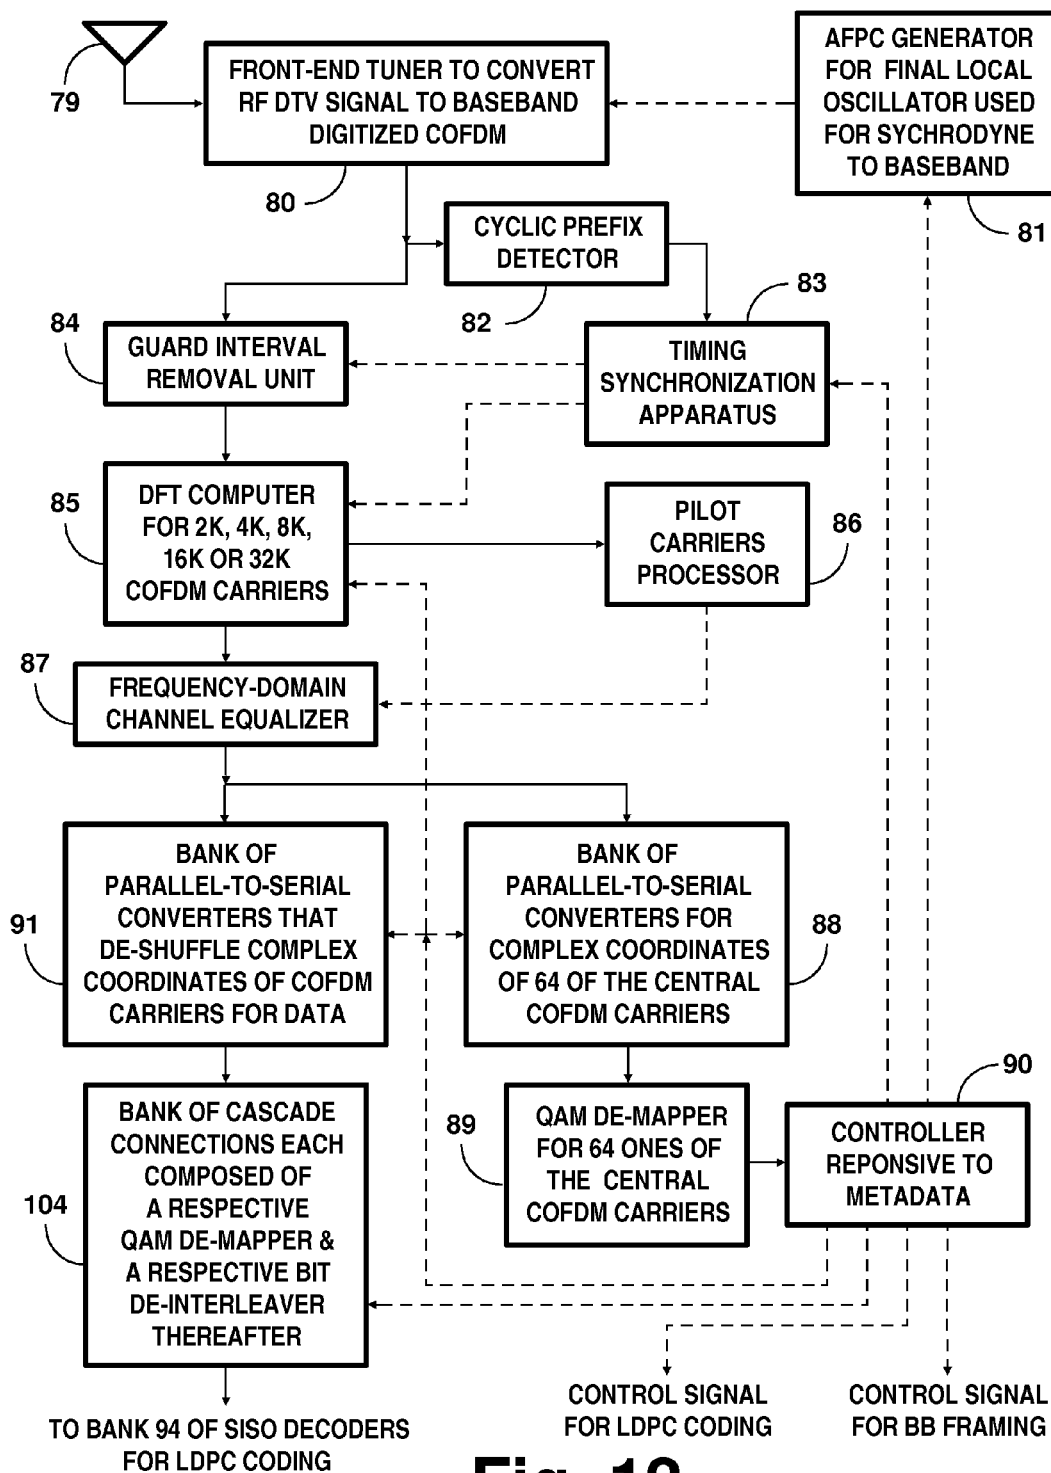 79
FRONT-END TUNER TO CONVERT
RF DTV SIGNAL TO BASEBAND
DIGITIZED COFDM
80
AFPC GENERATOR
FOR FINAL LOCAL
OSCILLATOR USED
FOR SYCHRODYNE
TO BASEBAND
81
CYCLIC PREFIX
DETECTOR
82
83
84
GUARD INTERVAL
REMOVAL UNIT
TIMING
SYNCHRONIZATION
APPARATUS
85
DFT COMPUTER
FOR 2K, 4K, 8K,
16K OR 32K
COFDM CARRIERS
PILOT
CARRIERS
PROCESSOR
86
87
FREQUENCY-DOMAIN
CHANNEL EQUALIZER
91
BANK OF
PARALLEL-TO-SERIAL
CONVERTERS THAT
DE-SHUFFLE COMPLEX
COORDINATES OF COFDM
CARRIERS FOR DATA
BANK OF
PARALLEL-TO-SERIAL
CONVERTERS FOR
COMPLEX COORDINATES
OF 64 OF THE CENTRAL
COFDM CARRIERS
88
104
BANK OF CASCADE
CONNECTIONS EACH
COMPOSED OF
A RESPECTIVE
QAM DE-MAPPER &
A RESPECTIVE BIT
DE-INTERLEAVER
THEREAFTER
89
QAM DE-MAPPER
FOR 64 ONES OF
THE CENTRAL
COFDM CARRIERS
90
CONTROLLER
REPONSIVE TO
METADATA
TO BANK 94 OF SISO DECODERS
FOR LDPC CODING
CONTROL SIGNAL
FOR LDPC CODING
CONTROL SIGNAL
FOR BB FRAMING